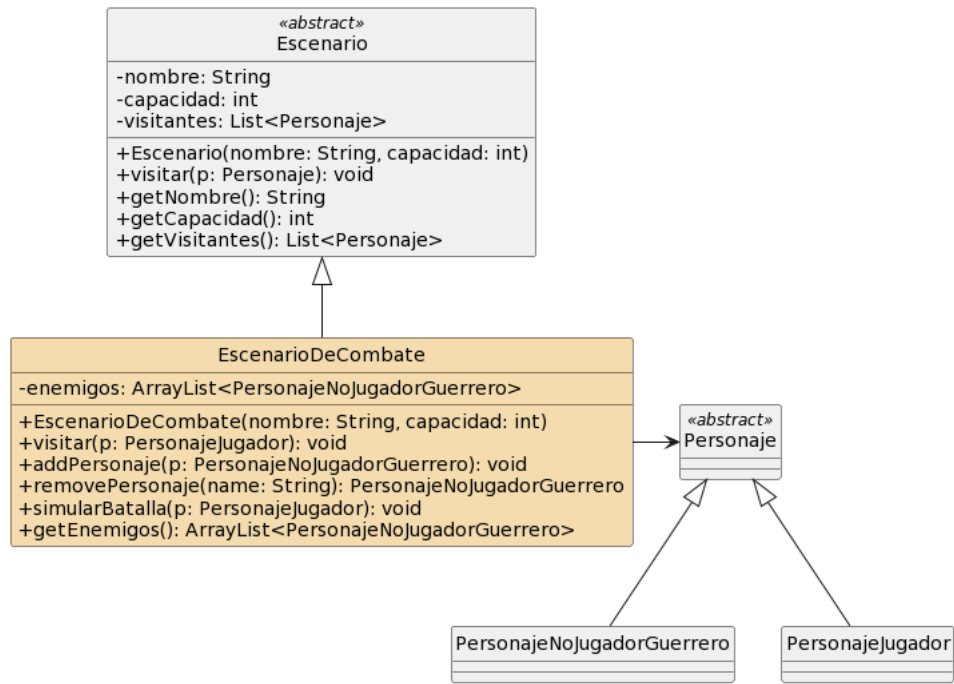 «abstract»
Escenario
-nombre: String
-capacidad: int
-visitantes: List<Personaje>
+Escenario(nombre: String, capacidad: int)
+visitar(p: Personaje): void
+getNombre(): String
+getCapacidad(): int
+getVisitantes(): List<Personaje>
EscenarioDeCombate
-enemigos: ArrayList<PersonajeNoJugadorGuerrero>
+EscenarioDeCombate(nombre: String, capacidad: int)
+visitar(p: PersonajeJugador): void
+addPersonaje(p: PersonajeNoJugadorGuerrero): void
+removePersonaje(name: String): PersonajeNoJugadorGuerrero
+simularBatalla(p: PersonajeJugador): void
+getEnemigos(): ArrayList<PersonajeNoJugadorGuerrero>
«abstract»
Personaje
PersonajeNoJugadorGuerrero
PersonajeJugador